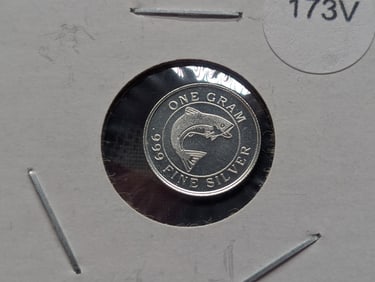 173V
ONE GRAM
.999 FINE SILVER